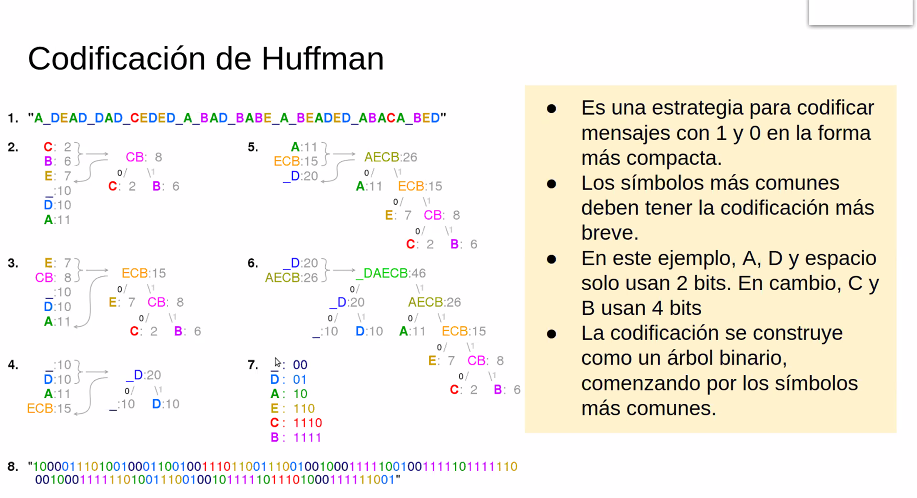 Codificación de Huffman
1. "A_DEAD_DAD_CEDED_A_BAD_BABE_A_BEADED_ABACA_BED"
2. C: 2
B: 6
E: 7
_:10
D:10
A:11
CB: 8
0/ \1
C: 2 B: 6
3. E: 7
CB: 8
_:10
D:10
A:11
ECB:15
0/ \1
E: 7 CB: 8
0/ \1
C: 2 B: 6
4. _:10
D:10
A:11
ECB:15
_D:20
0/ \1
_:10 D:10
5. A:11
ECB:15
_D:20
AECB:26
0/ \1
A:11 ECB:15
0/ \1
E: 7 CB: 8
0/ \1
C: 2 B: 6
6. _D:20
AECB:26
_DAECB:46
0/ \1
_D:20 AECB:26
0/ \1 0/ \1
_:10 D:10 A:11 ECB:15
0/ \1
E: 7 CB: 8
0/ \1
C: 2 B: 6
7. _: 00
D: 01
A: 10
E: 110
C: 1110
B: 1111
8.
● Es una estrategia para codificar
mensajes con 1 y 0 en la forma
más compacta.
● Los símbolos más comunes
deben tener la codificación más
breve.
● En este ejemplo, A, D y espacio
solo usan 2 bits. En cambio, C y
B usan 4 bits
● La codificación se construye
como un árbol binario,
comenzando por los símbolos
más comunes.